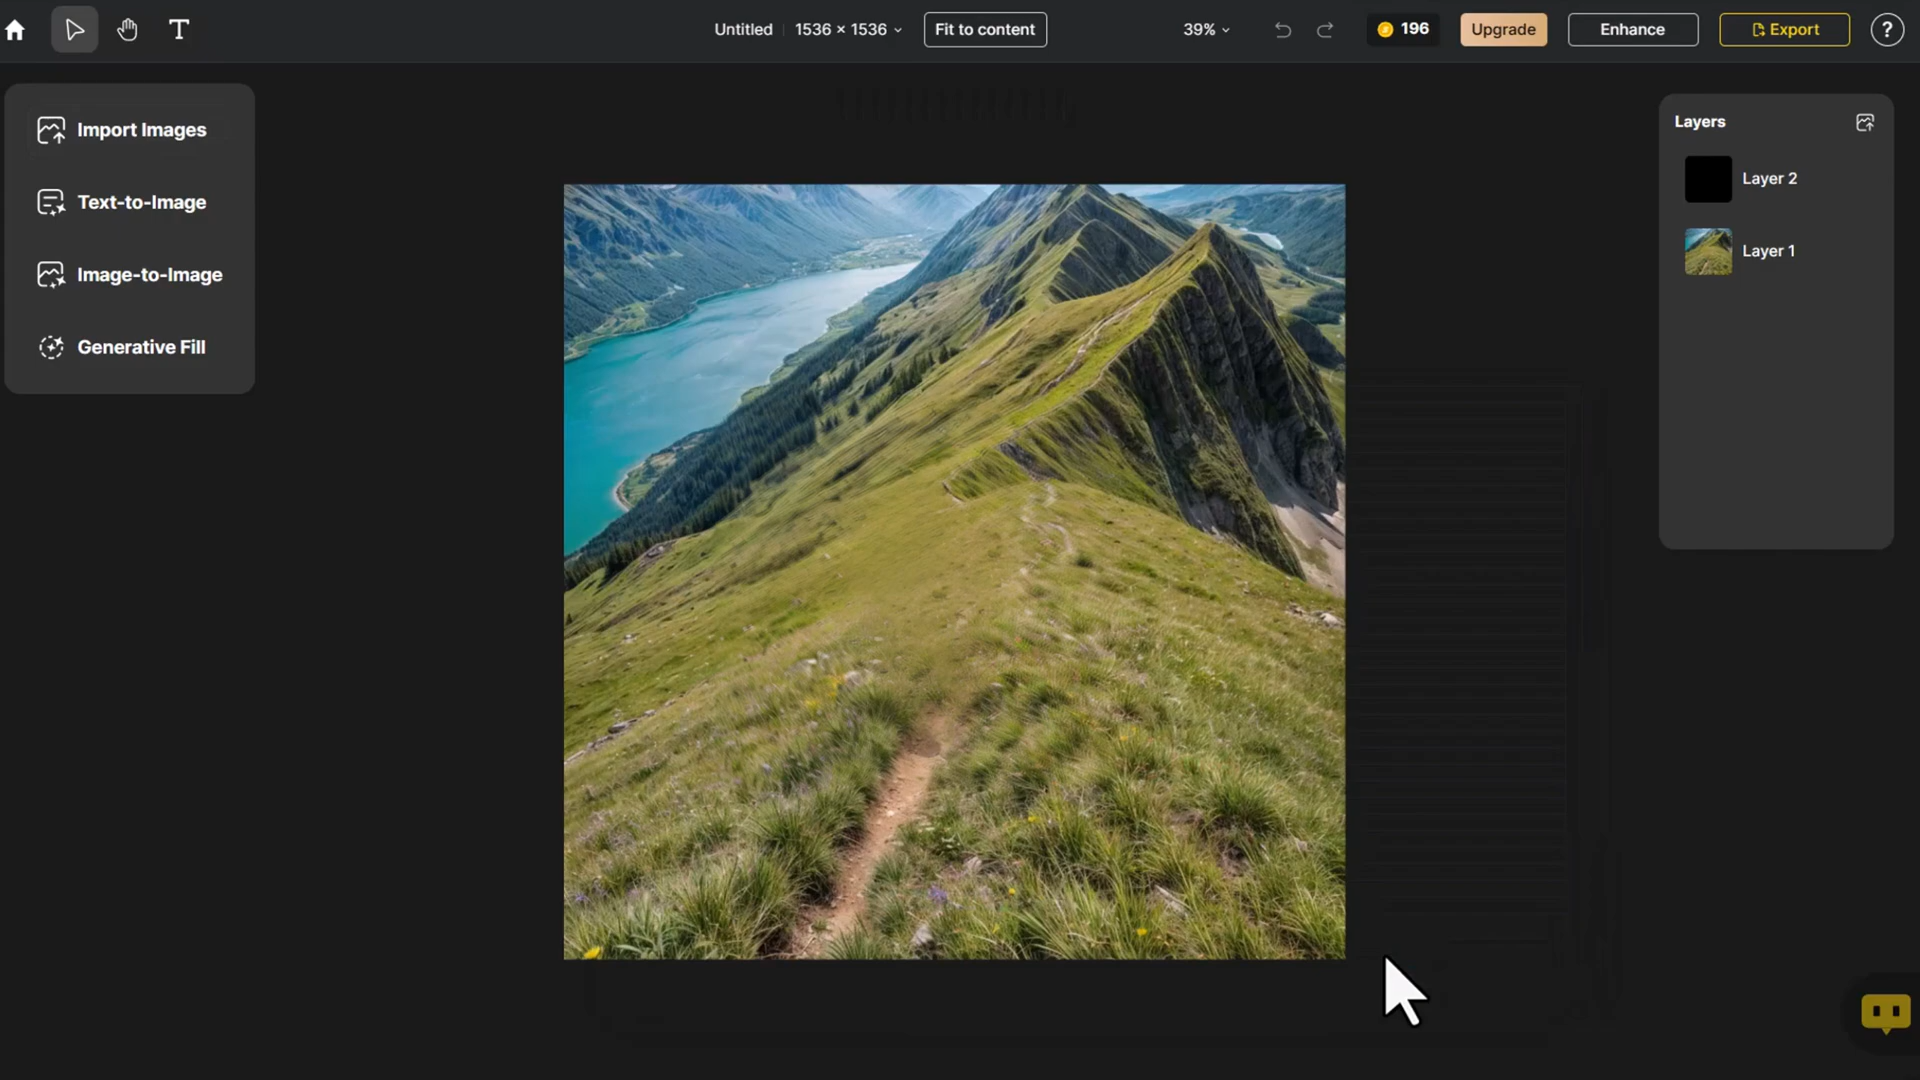 Untitled 1536 × 1536 Fit to content 39% 196 Upgrade Enhance Export ?
Import Images
Text-to-Image
Image-to-Image
Generative Fill
Layers
Layer 2
Layer 1